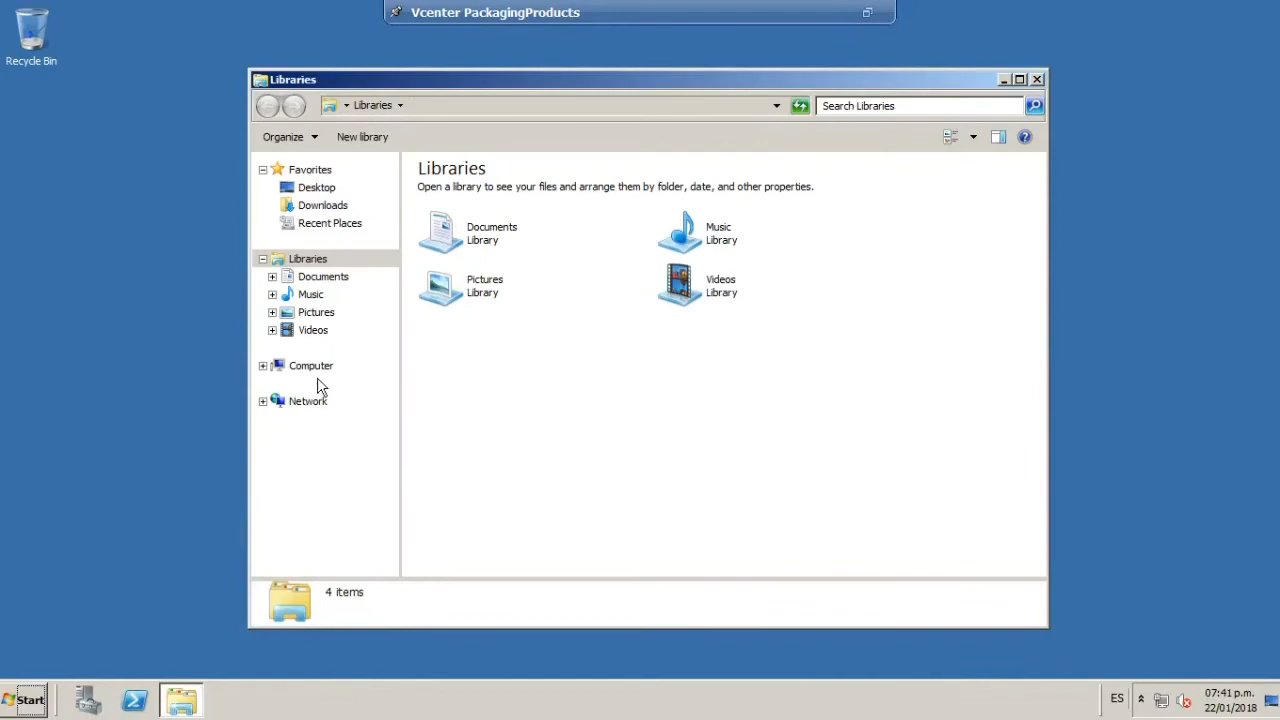 Vcenter PackagingProducts
Recycle Bin
Libraries
Libraries
Search Libraries
Organize
New library
Favorites
Desktop
Downloads
Recent Places
Libraries
Documents
Music
Pictures
Videos
Computer
Network
Libraries
Open a library to see your files and arrange them by folder, date, and other properties.
Documents
Library
Music
Library
Pictures
Library
Videos
Library
4 items
Start
ES
07:41 p.m.
22/01/2018